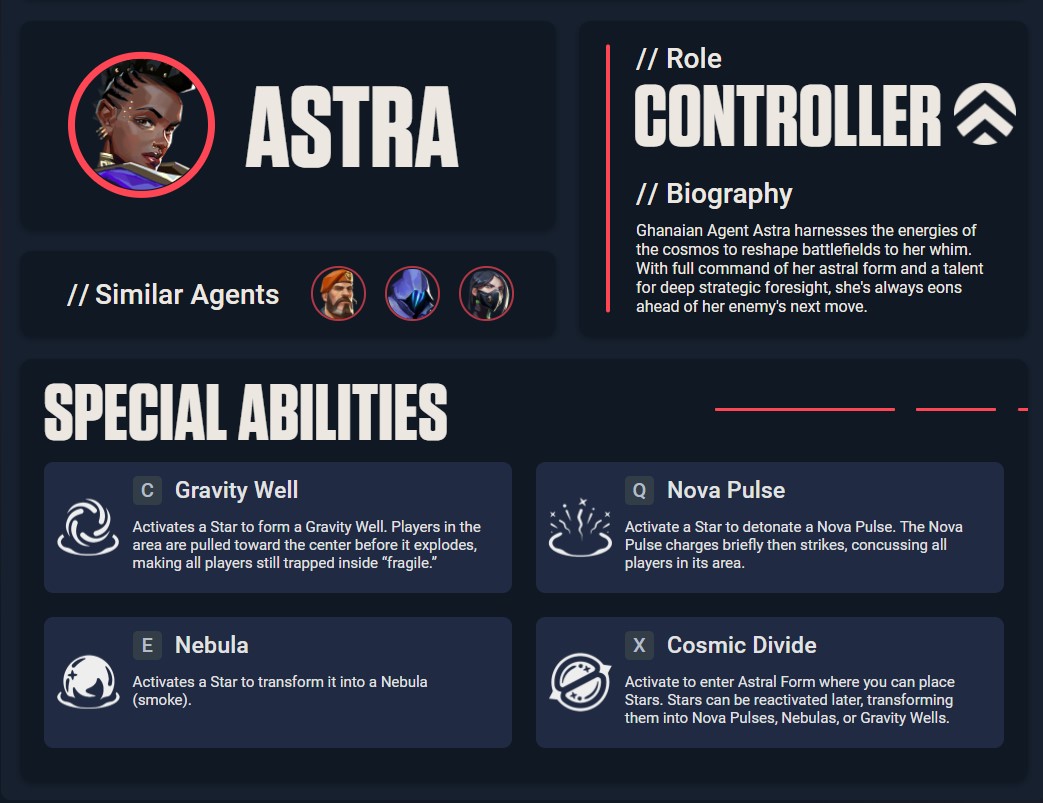 ASTRA
// Role
CONTROLLER
// Biography
Ghanaian Agent Astra harnesses the energies of
the cosmos to reshape battlefields to her whim.
With full command of her astral form and a talent
for deep strategic foresight, she's always eons
ahead of her enemy's next move.
// Similar Agents
SPECIAL ABILITIES
C Gravity Well
Activates a Star to form a Gravity Well. Players in the
area are pulled toward the center before it explodes,
making all players still trapped inside “fragile.”
Q Nova Pulse
Activate a Star to detonate a Nova Pulse. The Nova
Pulse charges briefly then strikes, concussing all
players in its area.
E Nebula
Activates a Star to transform it into a Nebula
(smoke).
X Cosmic Divide
Activate to enter Astral Form where you can place
Stars. Stars can be reactivated later, transforming
them into Nova Pulses, Nebulas, or Gravity Wells.